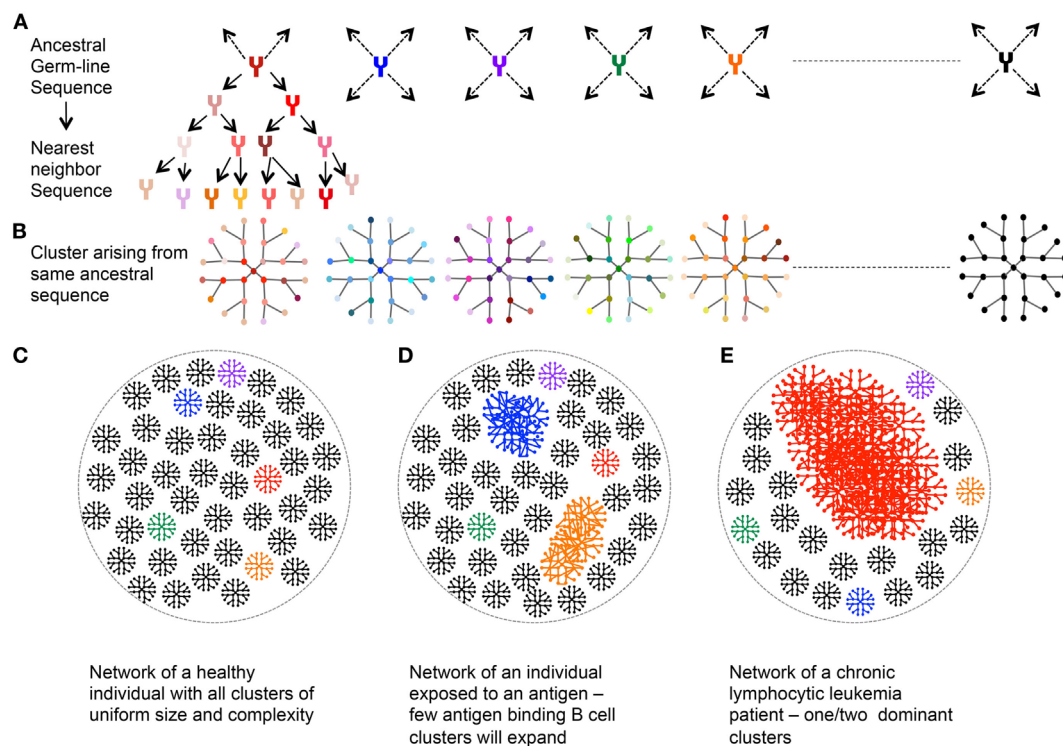 A
Ancestral
Germ-line
Sequence
Nearest
neighbor
Sequence
B
Cluster arising from
same ancestral
sequence
C
D
E
Network of a healthy
individual with all clusters of
uniform size and complexity
Network of an individual
exposed to an antigen –
few antigen binding B cell
clusters will expand
Network of a chronic
lymphocytic leukemia
patient – one/two dominant
clusters